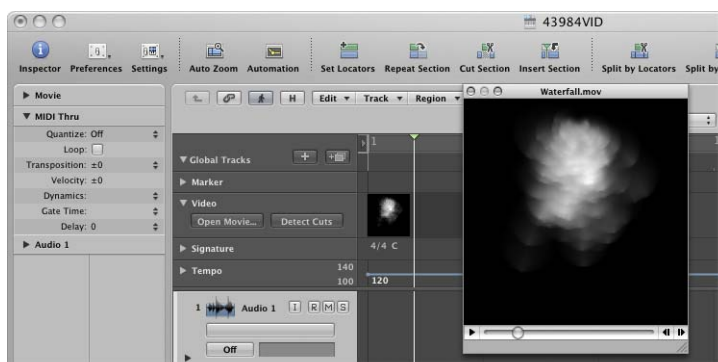 43984VID
Inspector Preferences Settings Auto Zoom Automation Set Locators Repeat Section Cut Section Insert Section Split by Locators Split by
Movie
MIDI Thru
Quantize: Off
Loop:
Transposition: ±0
Velocity: ±0
Dynamics:
Gate Time:
Delay: 0
Audio 1
H Edit Track Region
Waterfall.mov
1
Global Tracks
Marker
Video
Open Movie... Detect Cuts
Signature 4/4 C
Tempo 140
100 120
1 Audio 1 I R M S
Off